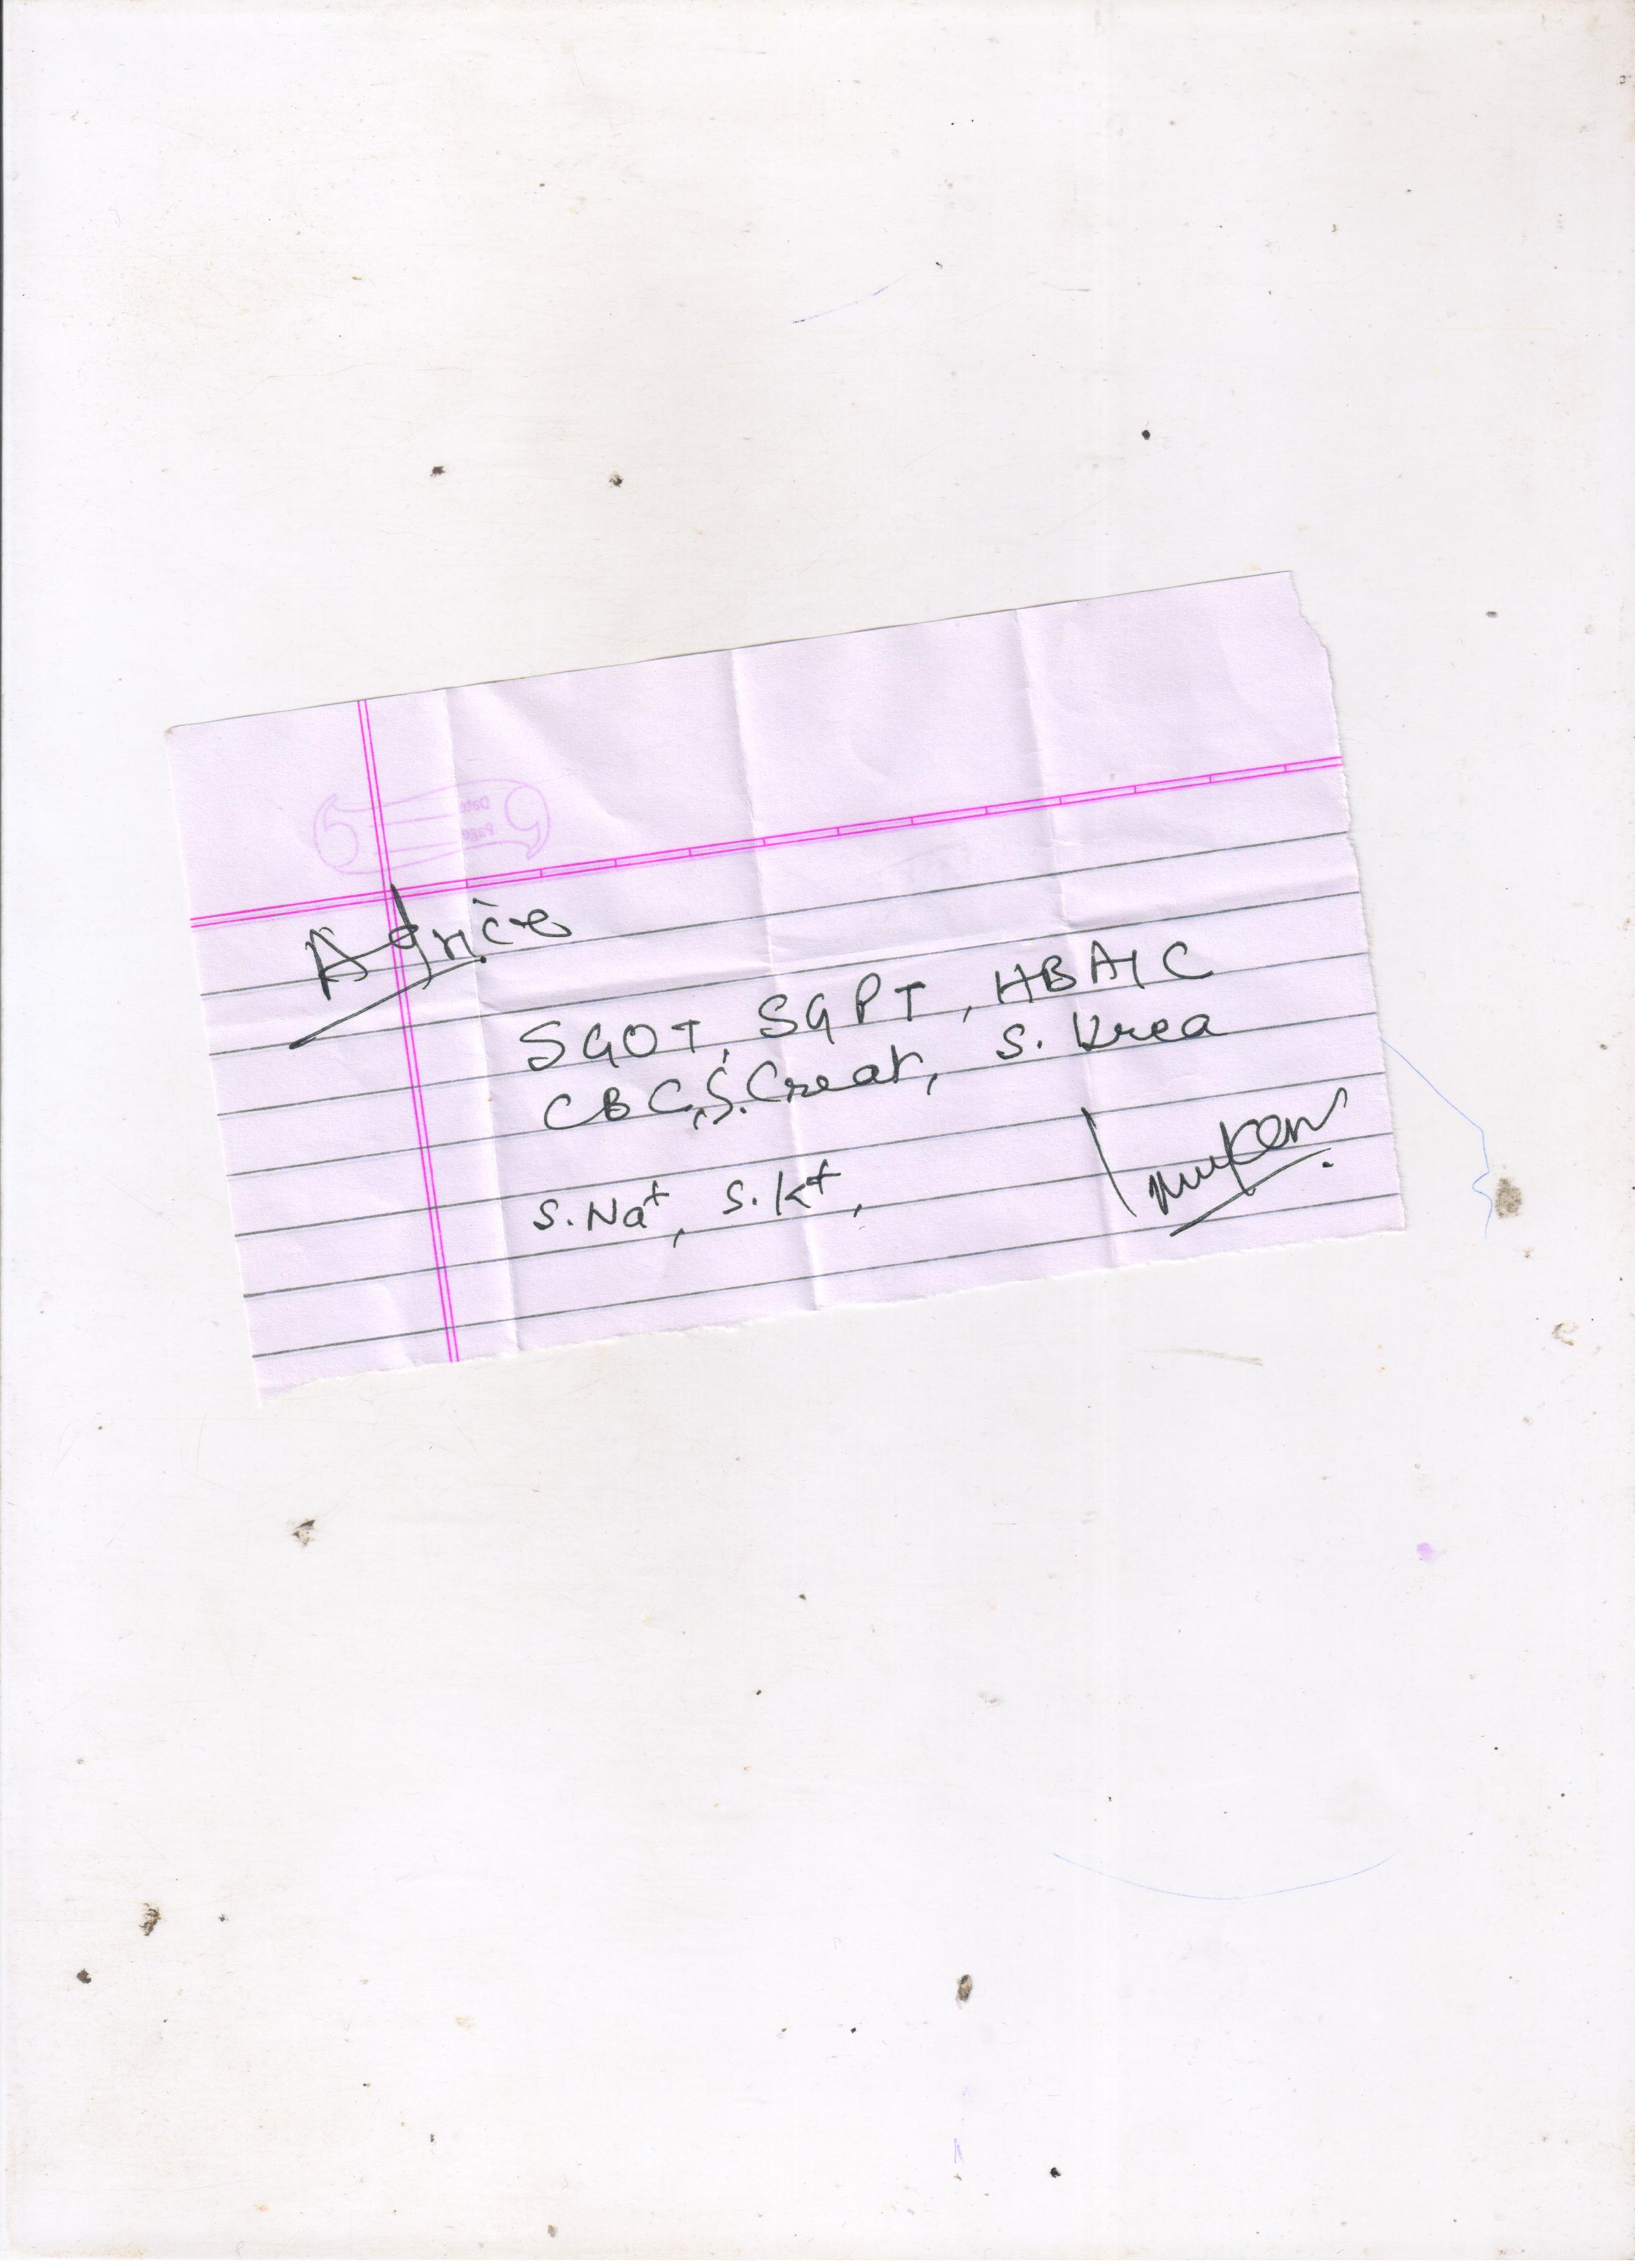 Advice
SGOT, SGPT, HBA1C
CBC, S.Creat, S. Urea
S.Na+, S.K+,